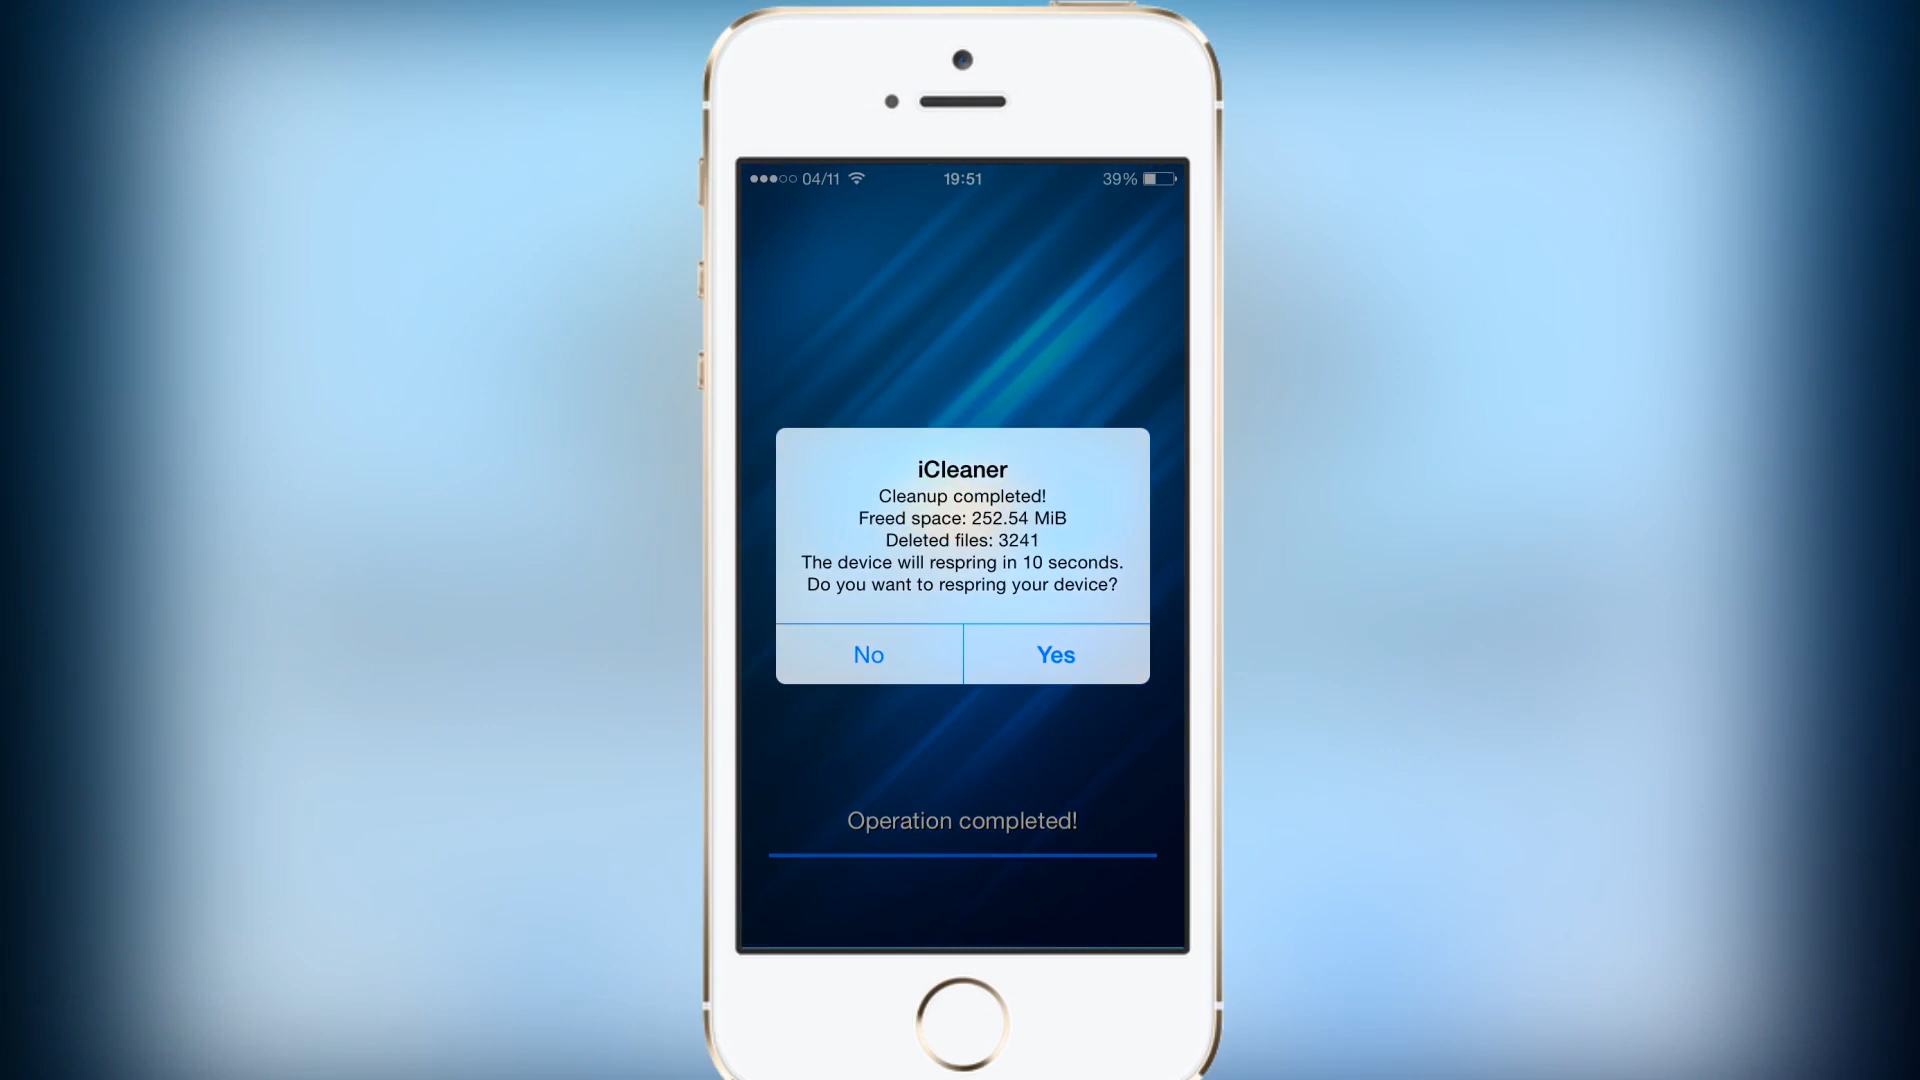 04/11 19:51 39%
iCleaner
Cleanup completed!
Freed space: 252.54 MiB
Deleted files: 3241
The device will respring in 10 seconds.
Do you want to respring your device?
No Yes
Operation completed!